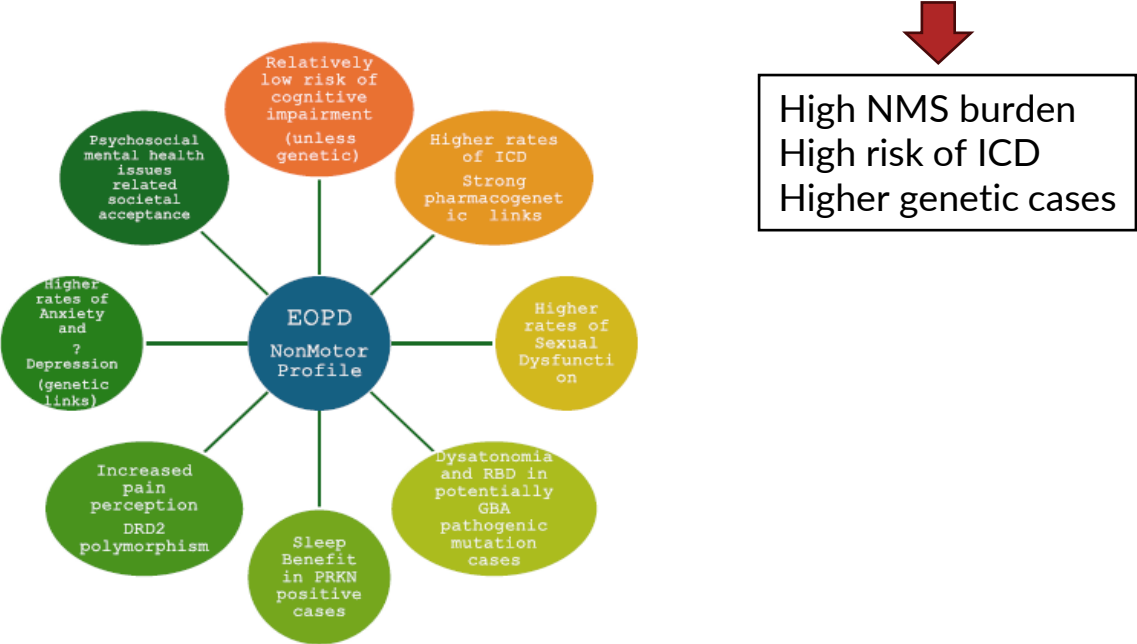 Relatively
low risk of
cognitive
impairment
(unless
genetic)
Higher rates
of ICD
Strong
pharmacogenet
ic links
Higher
rates of
Sexual
Dysfuncti
on
Dysatonomia
and RBD in
potentially
GBA
pathogenic
mutation
cases
Sleep
Benefit
in PRKN
positive
cases
Increased
pain
perception
DRD2
polymorphism
Higher
rates of
Anxiety
and
?
Depression
(genetic
links)
Psychosocial
mental health
issues
related
societal
acceptance
EOPD
NonMotor
Profile
High NMS burden
High risk of ICD
Higher genetic cases